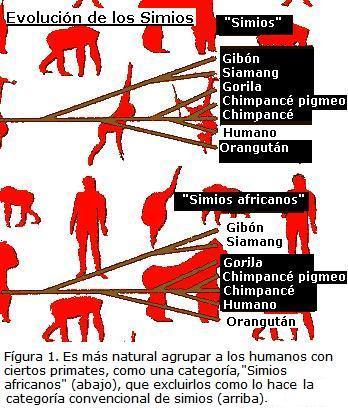 Evolución de los Simios
"Simios"
Gibón
Siamang
Gorila
Chimpancé pigmeo
Chimpancé
Humano
Orangután
"Simios africanos"
Gibón
Siamang
Gorila
Chimpancé pigmeo
Chimpancé
Humano
Orangután
Fígura 1. Es más natural agrupar a los humanos con
ciertos primates, como una categoría,"Simios
africanos" (abajo), que excluirlos como lo hace la
categoría convencional de simios (arriba).